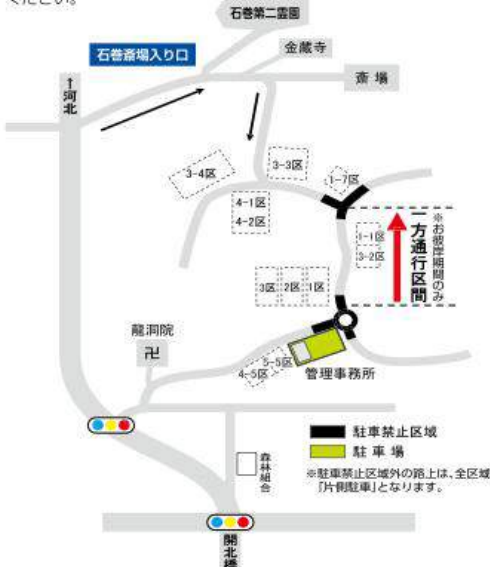 ください。
石巻第二霊園
金蔵寺
石巻斎場入り口
斎場
↑河北
3-3区
3-4区
1-7区
4-1区
4-2区
1-1区
3-2区
一方通行区間
※お彼岸期間のみ
3区
2区
1区
龍洞院
卍
5-5区
4-5区
管理事務所
駐車禁止区域
駐車場
※駐車禁止区域外の路上は、全区域
「片側駐車」となります。
森林組合
開北橋